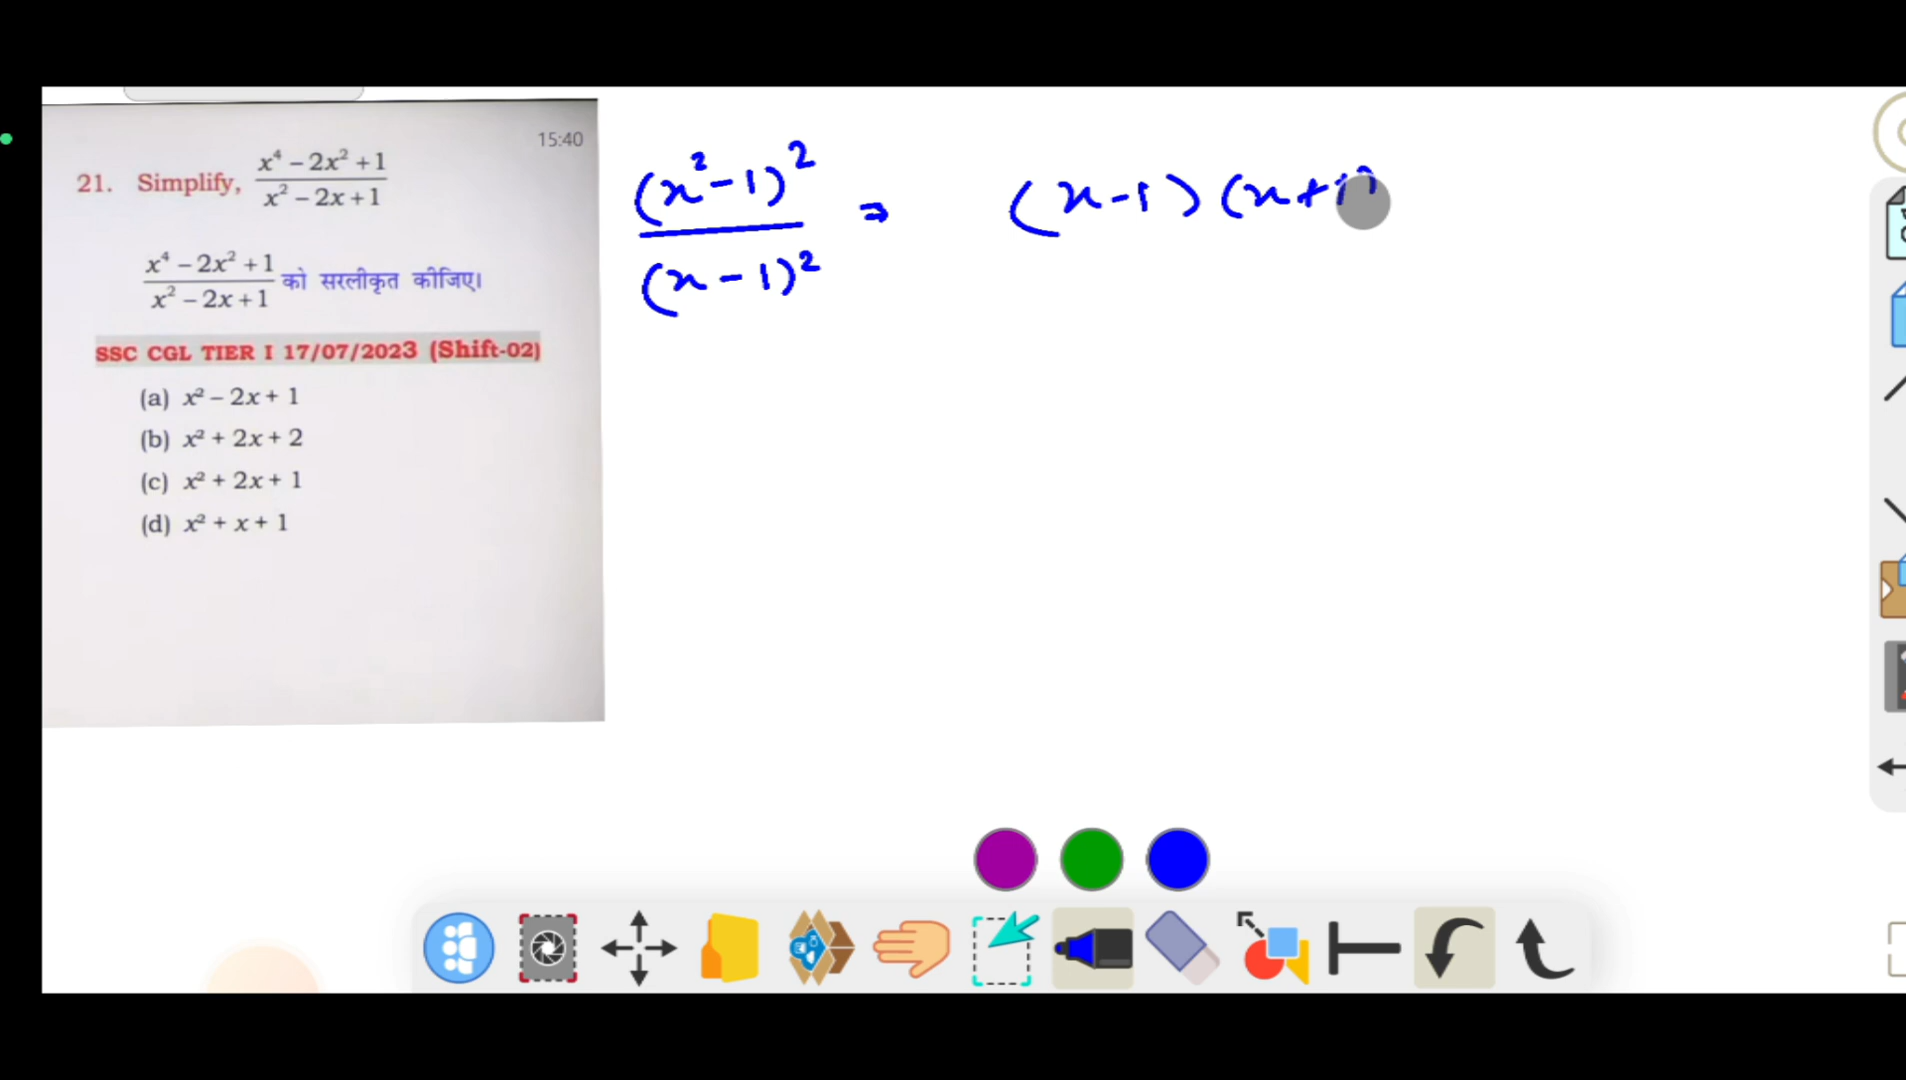 15:40
21. Simplify, x⁴ – 2x² + 1 / x² – 2x + 1
x⁴ – 2x² + 1 / x² – 2x + 1 को सरलीकृत कीजिए।
SSC CGL TIER I 17/07/2023 (Shift-02)
(a) x² – 2x + 1
(b) x² + 2x + 2
(c) x² + 2x + 1
(d) x² + x + 1
(x² – 1)² / (x – 1)² ⇒ (x – 1) (x +